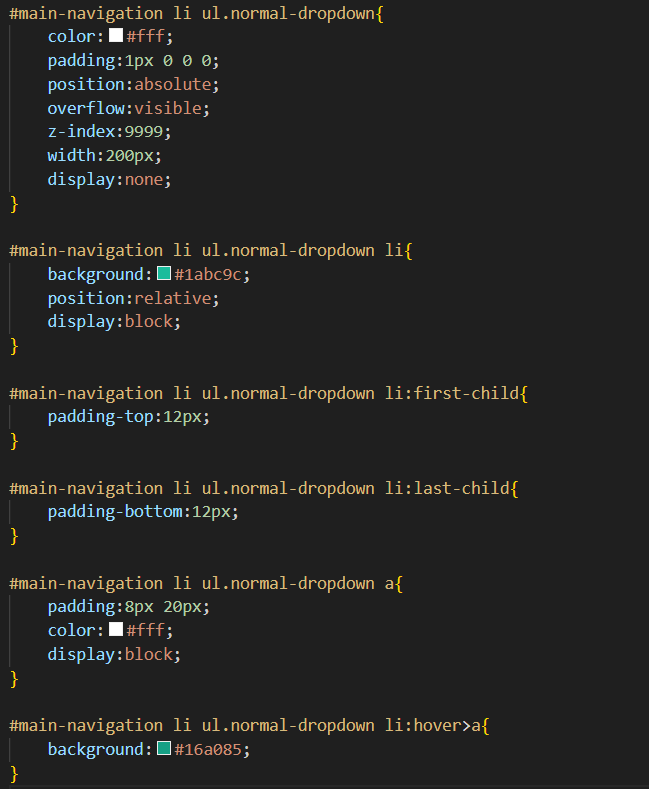 #main-navigation li ul.normal-dropdown{
color:#fff;
padding:1px 0 0 0;
position:absolute;
overflow:visible;
z-index:9999;
width:200px;
display:none;
}
#main-navigation li ul.normal-dropdown li{
background:#1abc9c;
position:relative;
display:block;
}
#main-navigation li ul.normal-dropdown li:first-child{
padding-top:12px;
}
#main-navigation li ul.normal-dropdown li:last-child{
padding-bottom:12px;
}
#main-navigation li ul.normal-dropdown a{
padding:8px 20px;
color:#fff;
display:block;
}
#main-navigation li ul.normal-dropdown li:hover>a{
background:#16a085;
}